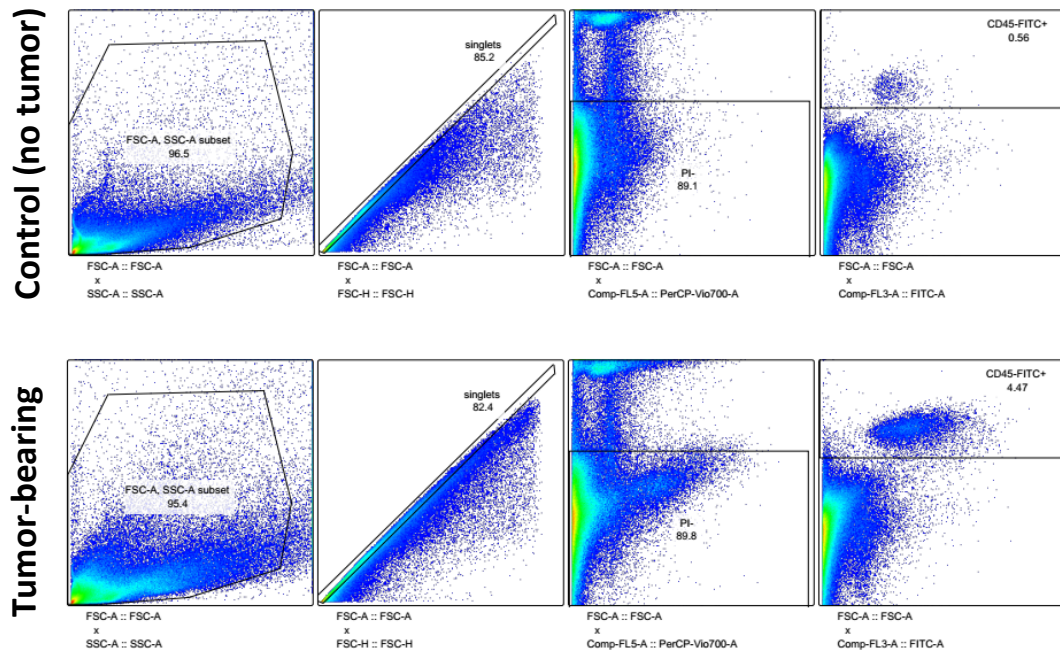 Control (no tumor)
FSC-A, SSC-A subset
96.5
FSC-A :: FSC-A
x
SSC-A :: SSC-A
singlets
85.2
FSC-A :: FSC-A
x
FSC-H :: FSC-H
PI-
89.1
FSC-A :: FSC-A
x
Comp-FL5-A :: PerCP-Vio700-A
CD45-FITC+
0.56
FSC-A :: FSC-A
x
Comp-FL3-A :: FITC-A
Tumor-bearing
FSC-A, SSC-A subset
95.4
FSC-A :: FSC-A
x
SSC-A :: SSC-A
singlets
82.4
FSC-A :: FSC-A
x
FSC-H :: FSC-H
PI-
89.8
FSC-A :: FSC-A
x
Comp-FL5-A :: PerCP-Vio700-A
CD45-FITC+
4.47
FSC-A :: FSC-A
x
Comp-FL3-A :: FITC-A